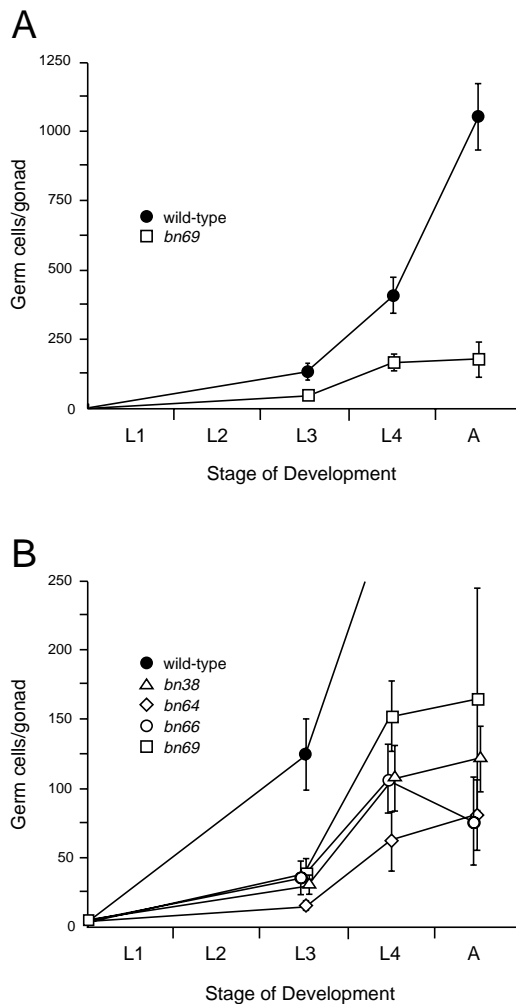 A
1250
1000
750
500
250
0
Germ cells/gonad
wild-type
bn69
L1 L2 L3 L4 A
Stage of Development
B
250
200
150
100
50
0
Germ cells/gonad
wild-type
bn38
bn64
bn66
bn69
L1 L2 L3 L4 A
Stage of Development